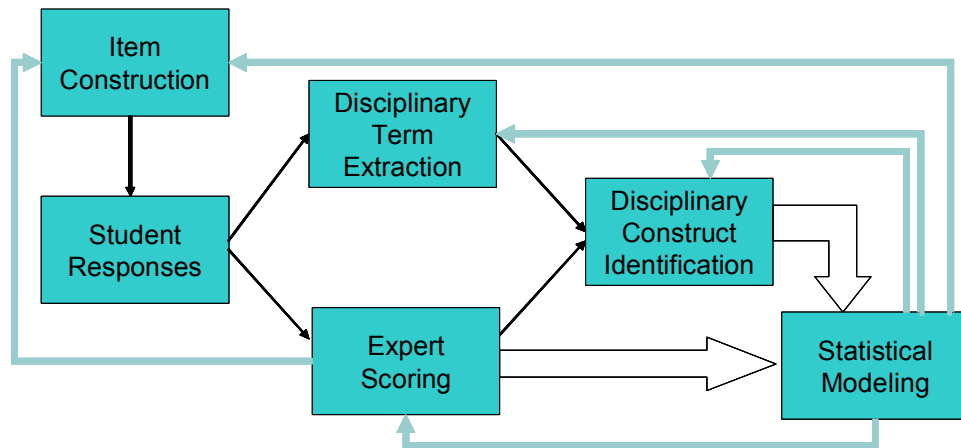 Item
Construction
Disciplinary
Term
Extraction
Student
Responses
Disciplinary
Construct
Identification
Expert
Scoring
Statistical
Modeling